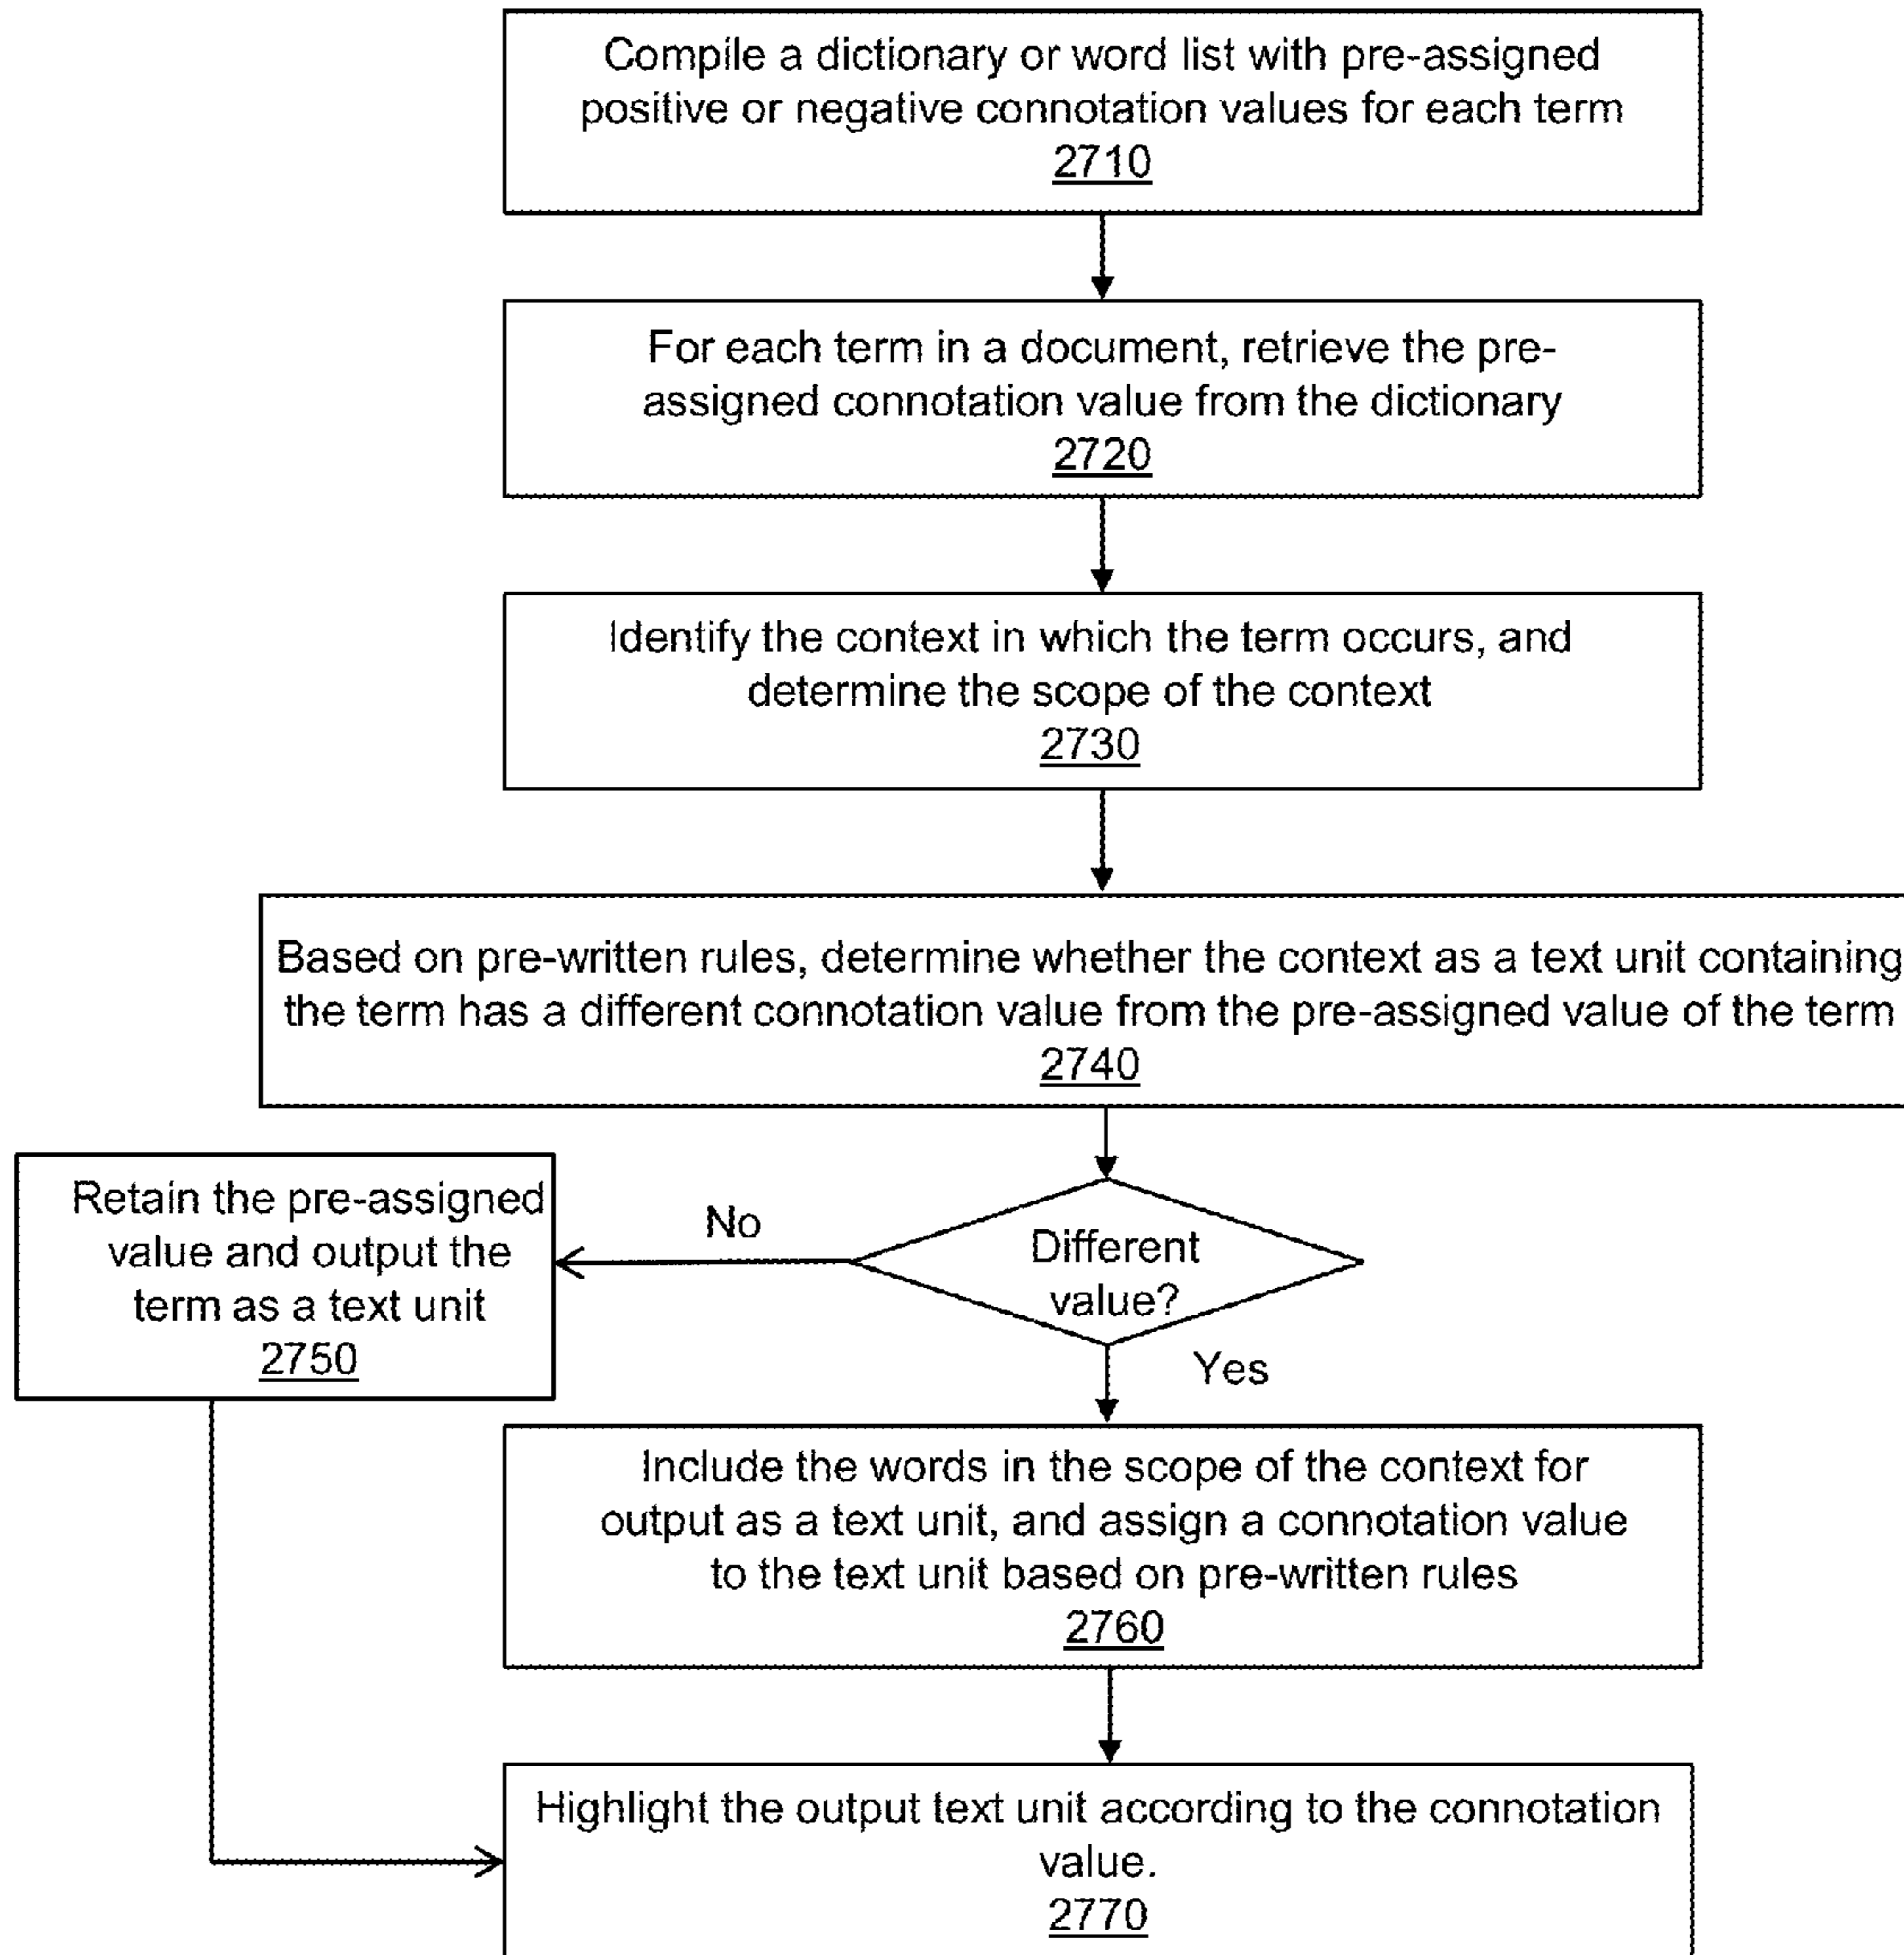 Compile a dictionary or word list with pre-assigned
positive or negative connotation values for each term
2710
For each term in a document, retrieve the pre-
assigned connotation value from the dictionary
2720
Identify the context in which the term occurs, and
determine the scope of the context
2730
Based on pre-written rules, determine whether the context as a text unit containing
the term has a different connotation value from the pre-assigned value of the term
2740
Different
value?
No
Retain the pre-assigned
value and output the
term as a text unit
2750
Yes
Include the words in the scope of the context for
output as a text unit, and assign a connotation value
to the text unit based on pre-written rules
2760
Highlight the output text unit according to the connotation
value.
2770